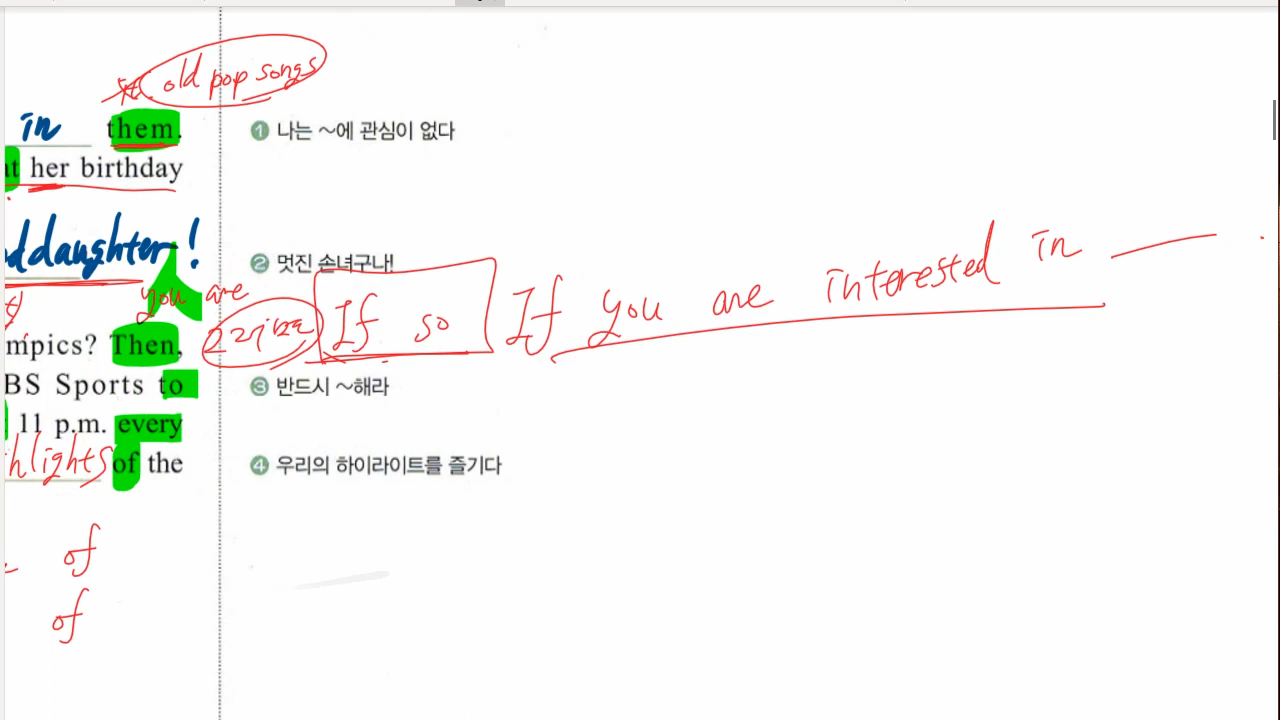 old pop songs
in them.
① 나는 ~에 관심이 없다
her birthday
ddaughter!
② 멋진 손녀구나!
If you are interested in
you are
If so
mpics? Then,
BS Sports to
③ 반드시 ~해라
11 p.m. every
hlights of the
④ 우리의 하이라이트를 즐기다
of
of